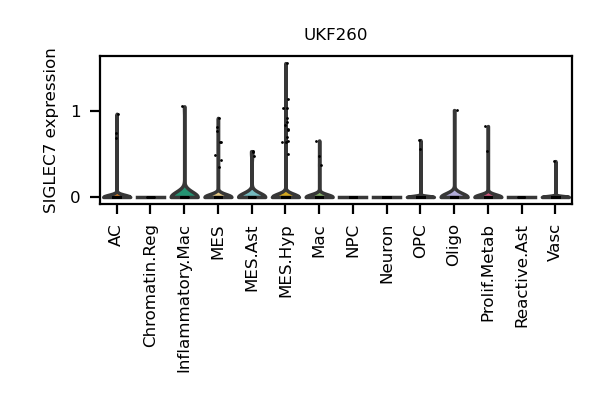 UKF260
SIGLEC7 expression
1
0
AC
Chromatin.Reg
Inflammatory.Mac
MES
MES.Ast
MES.Hyp
Mac
NPC
Neuron
OPC
Oligo
Prolif.Metab
Reactive.Ast
Vasc